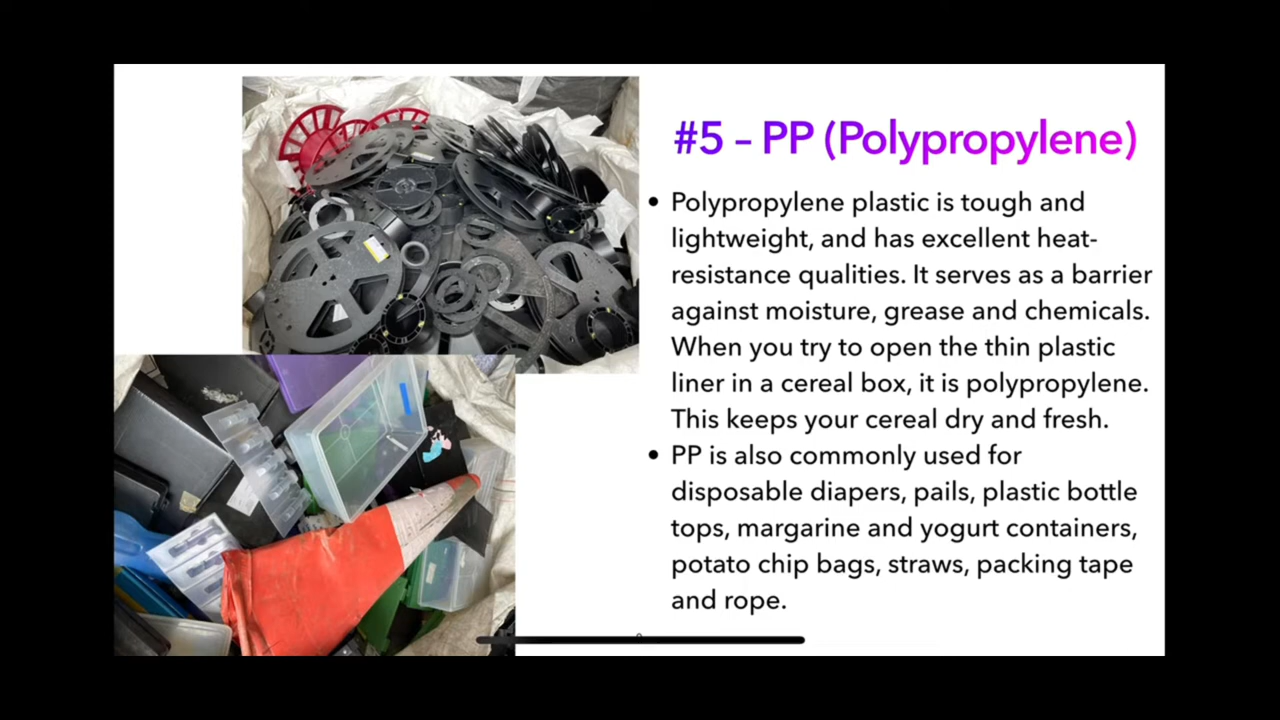 #5 – PP (Polypropylene)
• Polypropylene plastic is tough and
lightweight, and has excellent heat-
resistance qualities. It serves as a barrier
against moisture, grease and chemicals.
When you try to open the thin plastic
liner in a cereal box, it is polypropylene.
This keeps your cereal dry and fresh.
• PP is also commonly used for
disposable diapers, pails, plastic bottle
tops, margarine and yogurt containers,
potato chip bags, straws, packing tape
and rope.